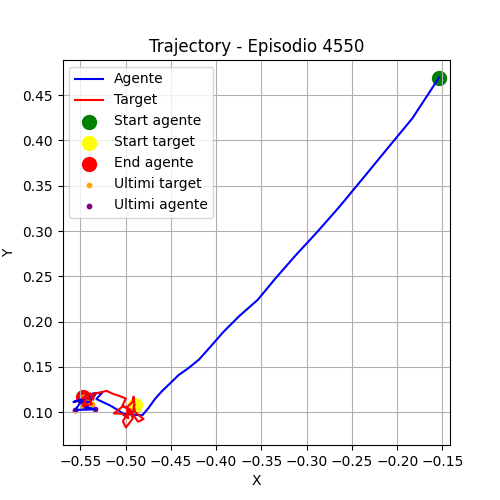 Trajectory - Episodio 4550
Agente
Target
Start agente
Start target
End agente
Ultimi target
Ultimi agente
Y
0.45
0.40
0.35
0.30
0.25
0.20
0.15
0.10
−0.55 −0.50 −0.45 −0.40 −0.35 −0.30 −0.25 −0.20 −0.15
X